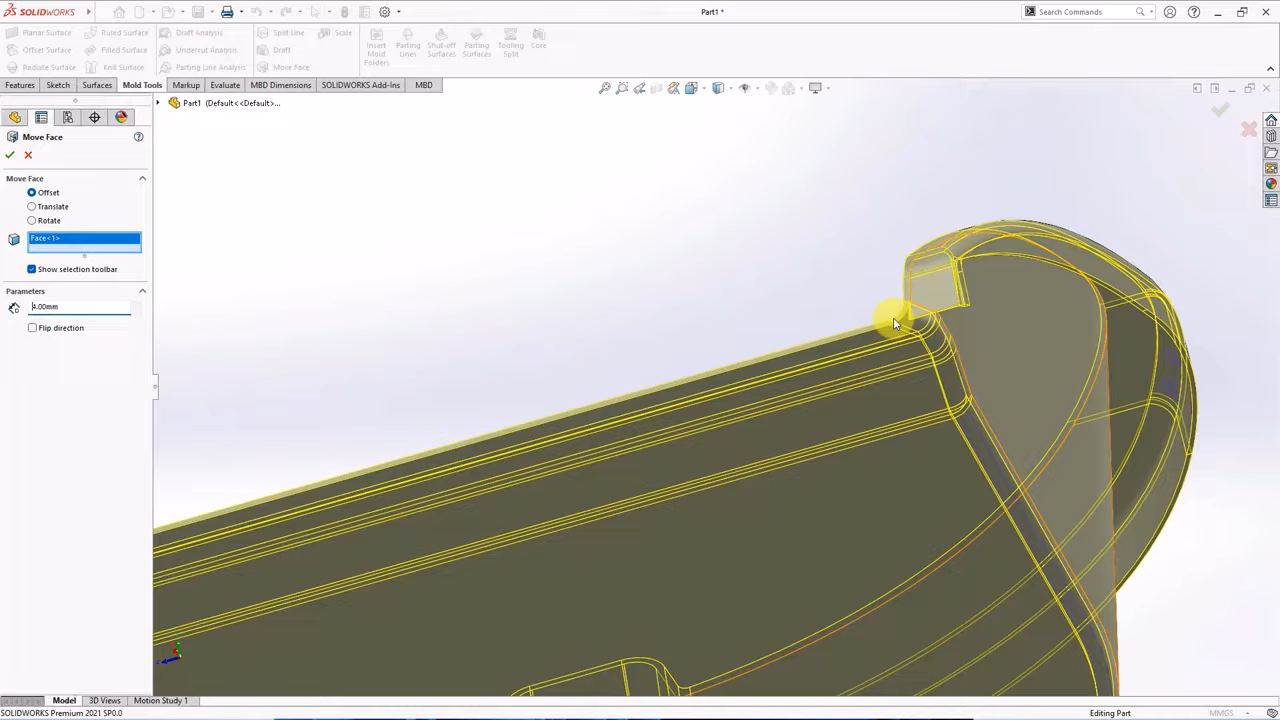 SOLIDWORKS
Part1 *
Search Commands
Planar Surface
Ruled Surface
Draft Analysis
Split Line
Scale
Insert Mold Folders
Parting Lines
Shut-off Surfaces
Parting Surfaces
Tooling Split
Core
Offset Surface
Filled Surface
Undercut Analysis
Draft
Radiate Surface
Knit Surface
Parting Line Analysis
Move Face
Features
Sketch
Surfaces
Mold Tools
Markup
Evaluate
MBD Dimensions
SOLIDWORKS Add-Ins
MBD
Part1 (Default<<Default>...
Move Face
Move Face
Offset
Translate
Rotate
Face<1>
Show selection toolbar
Parameters
4.00mm
Flip direction
Model
3D Views
Motion Study 1
SOLIDWORKS Premium 2021 SP0.0
Editing Part
MMGS